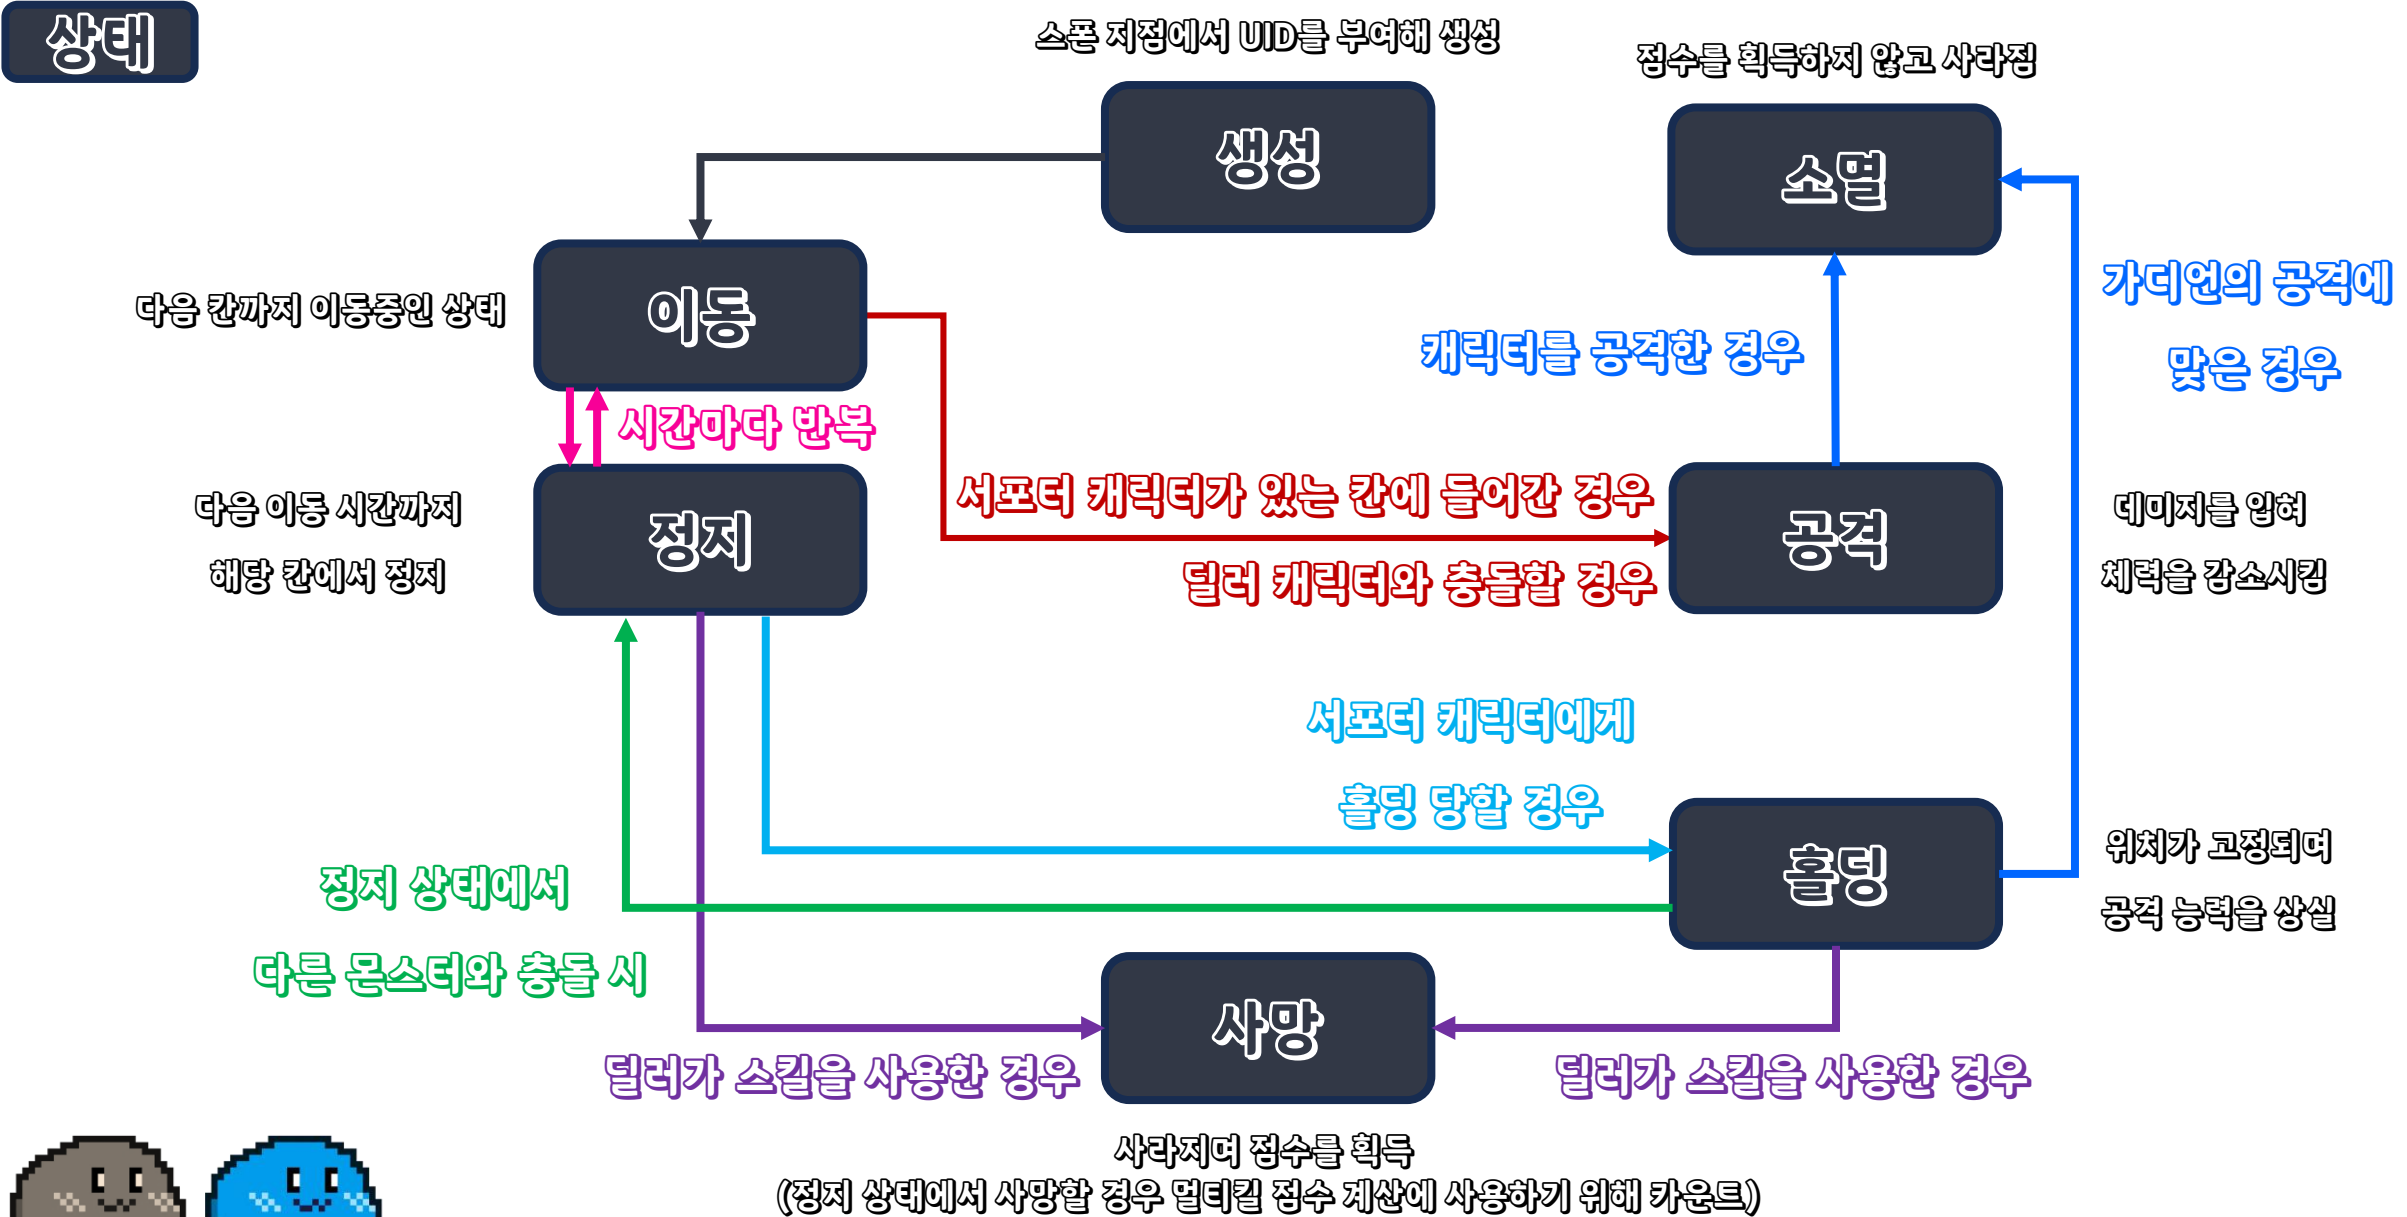 상태
스폰 지점에서 UID를 부여해 생성
생성
점수를 획득하지 않고 사라짐
소멸
다음 칸까지 이동중인 상태
이동
시간마다 반복
캐릭터를 공격한 경우
가디언의 공격에
맞은 경우
다음 이동 시간까지
해당 칸에서 정지
정지
서포터 캐릭터가 있는 칸에 들어간 경우
딜러 캐릭터와 충돌할 경우
공격
데미지를 입혀
체력을 감소시킴
서포터 캐릭터에게
홀딩 당할 경우
홀딩
위치가 고정되며
공격 능력을 상실
정지 상태에서
다른 몬스터와 충돌 시
사망
딜러가 스킬을 사용한 경우
딜러가 스킬을 사용한 경우
사라지며 점수를 획득
(정지 상태에서 사망할 경우 멀티킬 점수 계산에 사용하기 위해 카운트)